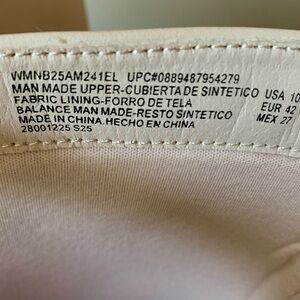 WMNB25AM241EL UPC#0889487954279
MAN MADE UPPER-CUBIERTA DE SINTETICO USA 10
FABRIC LINING-FORRO DE TELA EUR 42
BALANCE MAN MADE-RESTO SINTETICO MEX 27
MADE IN CHINA.HECHO EN CHINA
28001225 S25